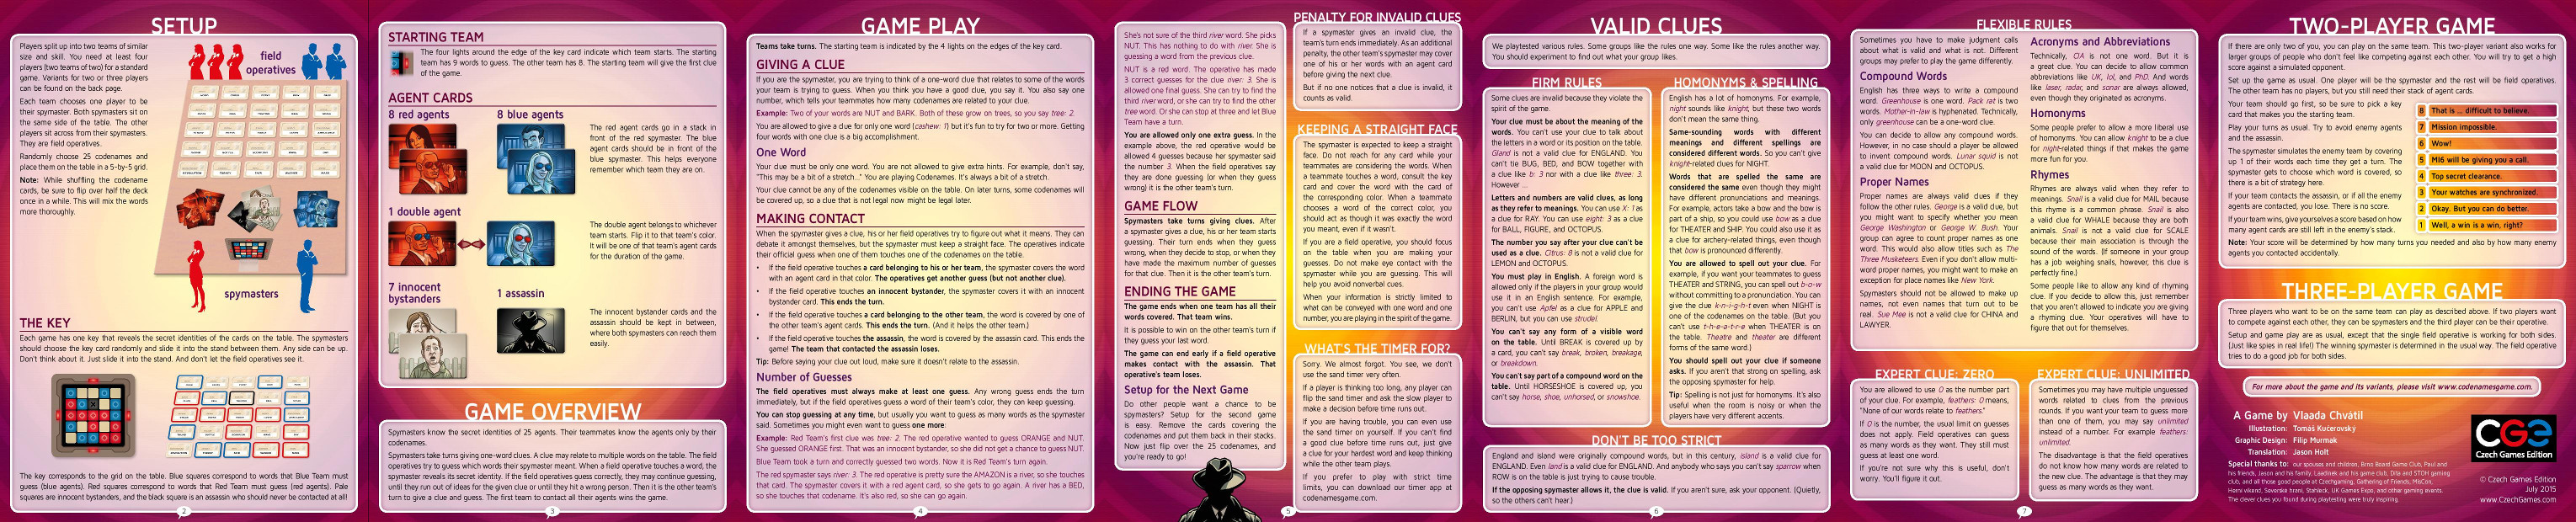 SETUP
Players split up into two teams of similar
size and skill. You need at least four
players (two teams of two) for a standard
game. Variants for two or three players
can be found on the back page.
Each team chooses one player to be
their spymaster. Both spymasters sit on
the same side of the table. The other
players sit across from their spymasters.
They are field operatives.
Randomly choose 25 codenames and
place them on the table in a 5-by-5 grid.
Note: While shuffling the codename
cards, be sure to flip over half the deck
once in a while. This will mix the words
more thoroughly.
field
operatives
spymasters
THE KEY
Each game has one key that reveals the secret identities of the cards on the table. The spymasters
should choose the key card randomly and slide it into the stand between them. Any side can be up.
Don't think about it. Just slide it into the stand. And don't let the field operatives see it.
The key corresponds to the grid on the table. Blue squares correspond to words that Blue Team must
guess (blue agents). Red squares correspond to words that Red Team must guess (red agents). Pale
squares are innocent bystanders, and the black square is an assassin who should never be contacted at all!
2
STARTING TEAM
The four lights around the edge of the key card indicate which team starts. The starting
team has 9 words to guess. The other team has 8. The starting team will give the first clue
of the game.
AGENT CARDS
8 red agents
8 blue agents
The red agent cards go in a stack in
front of the red spymaster. The blue
agent cards should be in front of the
blue spymaster. This helps everyone
remember which team they are on.
1 double agent
The double agent belongs to whichever
team starts. Flip it to that team's color.
It will be one of that team's agent cards
for the duration of the game.
7 innocent
bystanders
1 assassin
The innocent bystander cards and the
assassin should be kept in between,
where both spymasters can reach them
easily.
GAME OVERVIEW
Spymasters know the secret identities of 25 agents. Their teammates know the agents only by their
codenames.
Spymasters take turns giving one-word clues. A clue may relate to multiple words on the table. The field
operatives try to guess which words their spymaster meant. When a field operative touches a word, the
spymaster reveals its secret identity. If the field operatives guess correctly, they may continue guessing,
until they run out of ideas for the given clue or until they hit a wrong person. Then it is the other team's
turn to give a clue and guess. The first team to contact all their agents wins the game.
3
GAME PLAY
Teams take turns. The starting team is indicated by the 4 lights on the edges of the key card.
GIVING A CLUE
If you are the spymaster, you are trying to think of a one-word clue that relates to some of the words
your team is trying to guess. When you think you have a good clue, you say it. You also say one
number, which tells your teammates how many codenames are related to your clue.
Example: Two of your words are NUT and BARK. Both of these grow on trees, so you say tree: 2.
You are allowed to give a clue for only one word (cashew: 1) but it's fun to try for two or more. Getting
four words with one clue is a big accomplishment.
One Word
Your clue must be only one word. You are not allowed to give extra hints. For example, don't say,
"This may be a bit of a stretch..." You are playing Codenames. It's always a bit of a stretch.
Your clue cannot be any of the codenames visible on the table. On later turns, some codenames will
be covered up, so a clue that is not legal now might be legal later.
MAKING CONTACT
When the spymaster gives a clue, his or her field operatives try to figure out what it means. They can
debate it amongst themselves, but the spymaster must keep a straight face. The operatives indicate
their official guess when one of them touches one of the codenames on the table.
• If the field operative touches a card belonging to his or her team, the spymaster covers the word
with an agent card in that color. The operatives get another guess (but not another clue).
• If the field operative touches an innocent bystander, the spymaster covers it with an innocent
bystander card. This ends the turn.
• If the field operative touches a card belonging to the other team, the word is covered by one of
the other team's agent cards. This ends the turn. (And it helps the other team.)
• If the field operative touches the assassin, the word is covered by the assassin card. This ends the
game! The team that contacted the assassin loses.
Tip: Before saying your clue out loud, make sure it doesn't relate to the assassin.
Number of Guesses
The field operatives must always make at least one guess. Any wrong guess ends the turn
immediately, but if the field operatives guess a word of their team's color, they can keep guessing.
You can stop guessing at any time, but usually you want to guess as many words as the spymaster
said. Sometimes you might even want to guess one more:
Example: Red Team's first clue was tree: 2. The red operative wanted to guess ORANGE and NUT.
She guessed ORANGE first. That was an innocent bystander, so she did not get a chance to guess NUT.
Blue Team took a turn and correctly guessed two words. Now it is Red Team's turn again.
The red spymaster says river: 3. The red operative is pretty sure the AMAZON is a river, so she touches
that card. The spymaster covers it with a red agent card, so she gets to go again. A river has a BED,
so she touches that codename. It's also red, so she can go again.
4
She's not sure of the third river word. She picks
NUT. This has nothing to do with river. She is
guessing a word from the previous clue.
NUT is a red word. The operative has made
3 correct guesses for the clue river: 3. She is
allowed one final guess. She can try to find the
third river word, or she can try to find the other
tree word. Or she can stop at three and let Blue
Team have a turn.
You are allowed only one extra guess. In the
example above, the red operative would be
allowed 4 guesses because her spymaster said
the number 3. When the field operatives say
they are done guessing (or when they guess
wrong) it is the other team's turn.
GAME FLOW
Spymasters take turns giving clues. After
a spymaster gives a clue, his or her team starts
guessing. Their turn ends when they guess
wrong, when they decide to stop, or when they
have made the maximum number of guesses
for that clue. Then it is the other team's turn.
ENDING THE GAME
The game ends when one team has all their
words covered. That team wins.
It is possible to win on the other team's turn if
they guess your last word.
The game can end early if a field operative
makes contact with the assassin. That
operative's team loses.
Setup for the Next Game
Do other people want a chance to be
spymasters? Setup for the second game
is easy. Remove the cards covering the
codenames and put them back in their stacks.
Now just flip over the 25 codenames, and
you're ready to go!
PENALTY FOR INVALID CLUES
If a spymaster gives an invalid clue, the
team's turn ends immediately. As an additional
penalty, the other team's spymaster may cover
one of his or her words with an agent card
before giving the next clue.
But if no one notices that a clue is invalid, it
counts as valid.
KEEPING A STRAIGHT FACE
The spymaster is expected to keep a straight
face. Do not reach for any card while your
teammates are considering the words. When
a teammate touches a word, consult the key
card and cover the word with the card of
the corresponding color. When a teammate
chooses a word of the correct color, you
should act as though it was exactly the word
you meant, even if it wasn't.
If you are a field operative, you should focus
on the table when you are making your
guesses. Do not make eye contact with the
spymaster while you are guessing. This will
help you avoid nonverbal cues.
When your information is strictly limited to
what can be conveyed with one word and one
number, you are playing in the spirit of the game.
WHAT'S THE TIMER FOR?
Sorry. We almost forgot. You see, we don't
use the sand timer very often.
If a player is thinking too long, any player can
flip the sand timer and ask the slow player to
make a decision before time runs out.
If you are having trouble, you can even use
the sand timer on yourself. If you can't find
a good clue before time runs out, just give
a clue for your hardest word and keep thinking
while the other team plays.
If you prefer to play with strict time
limits, you can download our timer app at
codenamesgame.com.
5
VALID CLUES
We playtested various rules. Some groups like the rules one way. Some like the rules another way.
You should experiment to find out what your group likes.
FIRM RULES
Some clues are invalid because they violate the
spirit of the game.
Your clue must be about the meaning of the
words. You can't use your clue to talk about
the letters in a word or its position on the table.
Gland is not a valid clue for ENGLAND. You
can't tie BUG, BED, and BOW together with
a clue like b: 3 nor with a clue like three: 3.
However ...
Letters and numbers are valid clues, as long
as they refer to meanings. You can use X: 1 as
a clue for RAY. You can use eight: 3 as a clue
for BALL, FIGURE, and OCTOPUS.
The number you say after your clue can't be
used as a clue. Citrus: 8 is not a valid clue for
LEMON and OCTOPUS.
You must play in English. A foreign word is
allowed only if the players in your group would
use it in an English sentence. For example,
you can't use Apfel as a clue for APPLE and
BERLIN, but you can use strudel.
You can't say any form of a visible word
on the table. Until BREAK is covered up by
a card, you can't say break, broken, breakage,
or breakdown.
You can't say part of a compound word on the
table. Until HORSESHOE is covered up, you
can't say horse, shoe, unhorsed, or snowshoe.
HOMONYMS & SPELLING
English has a lot of homonyms. For example,
night sounds like knight, but these two words
don't mean the same thing.
Same-sounding words with different
meanings and different spellings are
considered different words. So you can't give
knight-related clues for NIGHT.
Words that are spelled the same are
considered the same even though they might
have different pronunciations and meanings.
For example, actors take a bow and the bow is
part of a ship, so you could use bow as a clue
for THEATER and SHIP. You could also use it as
a clue for archery-related things, even though
that bow is pronounced differently.
You are allowed to spell out your clue. For
example, if you want your teammates to guess
THEATER and STRING, you can spell out b-o-w
without committing to a pronunciation. You can
give the clue k-n-i-g-h-t even when NIGHT is
one of the codenames on the table. (But you
can't use t-h-e-a-t-r-e when THEATER is on
the table. Theatre and theater are different
forms of the same word.)
You should spell out your clue if someone
asks. If you aren't that strong on spelling, ask
the opposing spymaster for help.
Tip: Spelling is not just for homonyms. It's also
useful when the room is noisy or when the
players have very different accents.
DON'T BE TOO STRICT
England and island were originally compound words, but in this century, island is a valid clue for
ENGLAND. Even land is a valid clue for ENGLAND. And anybody who says you can't say sparrow when
ROW is on the table is just trying to cause trouble.
If the opposing spymaster allows it, the clue is valid. If you aren't sure, ask your opponent. (Quietly,
so the others can't hear.)
6
FLEXIBLE RULES
Sometimes you have to make judgment calls
about what is valid and what is not. Different
groups may prefer to play the game differently.
Compound Words
English has three ways to write a compound
word. Greenhouse is one word. Pack rat is two
words. Mother-in-law is hyphenated. Technically,
only greenhouse can be a one-word clue.
You can decide to allow any compound words.
However, in no case should a player be allowed
to invent compound words. Lunar squid is not
a valid clue for MOON and OCTOPUS.
Proper Names
Proper names are always valid clues if they
follow the other rules. George is a valid clue, but
you might want to specify whether you mean
George Washington or George W. Bush. Your
group can agree to count proper names as one
word. This would also allow titles such as The
Three Musketeers. Even if you don't allow multi-
word proper names, you might want to make an
exception for place names like New York.
Spymasters should not be allowed to make up
names, not even names that turn out to be
real. Sue Mee is not a valid clue for CHINA and
LAWYER.
Acronyms and Abbreviations
Technically, CIA is not one word. But it is
a great clue. You can decide to allow common
abbreviations like UK, lol, and PhD. And words
like laser, radar, and sonar are always allowed,
even though they originated as acronyms.
Homonyms
Some people prefer to allow a more liberal use
of homonyms. You can allow knight to be a clue
for night-related things if that makes the game
more fun for you.
Rhymes
Rhymes are always valid when they refer to
meanings. Snail is a valid clue for MAIL because
this rhyme is a common phrase. Snail is also
a valid clue for WHALE because they are both
animals. Snail is not a valid clue for SCALE
because their main association is through the
sound of the words. (If someone in your group
has a job weighing snails, however, this clue is
perfectly fine.)
Some people like to allow any kind of rhyming
clue. If you decide to allow this, just remember
that you aren't allowed to indicate you are giving
a rhyming clue. Your operatives will have to
figure that out for themselves.
EXPERT CLUE: ZERO
You are allowed to use 0 as the number part
of your clue. For example, feathers: 0 means,
"None of our words relate to feathers."
If 0 is the number, the usual limit on guesses
does not apply. Field operatives can guess
as many words as they want. They still must
guess at least one word.
If you're not sure why this is useful, don't
worry. You'll figure it out.
EXPERT CLUE: UNLIMITED
Sometimes you may have multiple unguessed
words related to clues from the previous
rounds. If you want your team to guess more
than one of them, you may say unlimited
instead of a number. For example feathers:
unlimited.
The disadvantage is that the field operatives
do not know how many words are related to
the new clue. The advantage is that they may
guess as many words as they want.
7
TWO-PLAYER GAME
If there are only two of you, you can play on the same team. This two-player variant also works for
larger groups of people who don't feel like competing against each other. You will try to get a high
score against a simulated opponent.
Set up the game as usual. One player will be the spymaster and the rest will be field operatives.
The other team has no players, but you still need their stack of agent cards.
Your team should go first, so be sure to pick a key
card that makes you the starting team.
Play your turns as usual. Try to avoid enemy agents
and the assassin.
The spymaster simulates the enemy team by covering
up 1 of their words each time they get a turn. The
spymaster gets to choose which word is covered, so
there is a bit of strategy here.
If your team contacts the assassin, or if all the enemy
agents are contacted, you lose. There is no score.
If your team wins, give yourselves a score based on how
many agent cards are still left in the enemy's stack.
8 That is ... difficult to believe.
7 Mission impossible.
6 Wow!
5 MI6 will be giving you a call.
4 Top secret clearance.
3 Your watches are synchronized.
2 Okay. But you can do better.
1 Well, a win is a win, right?
Note: Your score will be determined by how many turns you needed and also by how many enemy
agents you contacted accidentally.
THREE-PLAYER GAME
Three players who want to be on the same team can play as described above. If two players want
to compete against each other, they can be spymasters and the third player can be their operative.
Setup and game play are as usual, except that the single field operative is working for both sides.
(Just like spies in real life!) The winning spymaster is determined in the usual way. The field operative
tries to do a good job for both sides.
For more about the game and its variants, please visit www.codenamesgame.com.
A Game by Vlaada Chvátil
Illustration: Tomáš Kučerovský
Graphic Design: Filip Murmak
Translation: Jason Holt
Special thanks to: our spouses and children, Brno Board Game Club, Paul and
CGE
Czech Games Edition
© Czech Games Edition
July 2015
www.CzechGames.com